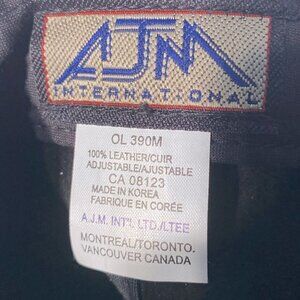 AJM
INTERNATIONAL
OL 390M
100% LEATHER/CUIR
ADJUSTABLE/AJUSTABLE
CA 08123
MADE IN KOREA
FABRIQUE EN CORÉE
A.J.M. INT'L LTD./LTEE
MONTREAL/TORONTO.
VANCOUVER CANADA